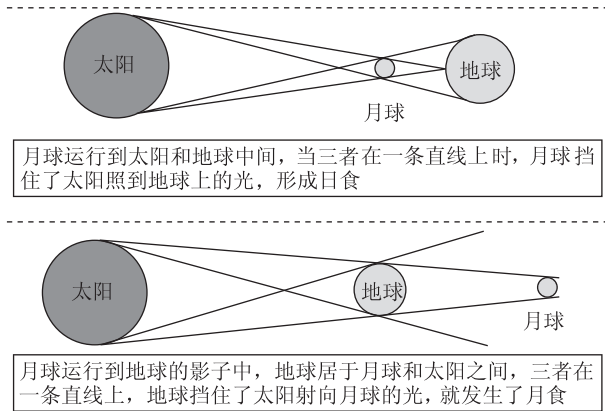 太阳
地球
月球
月球运行到太阳和地球中间，当三者在一条直线上时，月球挡
住了太阳照到地球上的光，形成日食
太阳
地球
月球
月球运行到地球的影子中，地球居于月球和太阳之间，三者在
一条直线上，地球挡住了太阳射向月球的光，就发生了月食